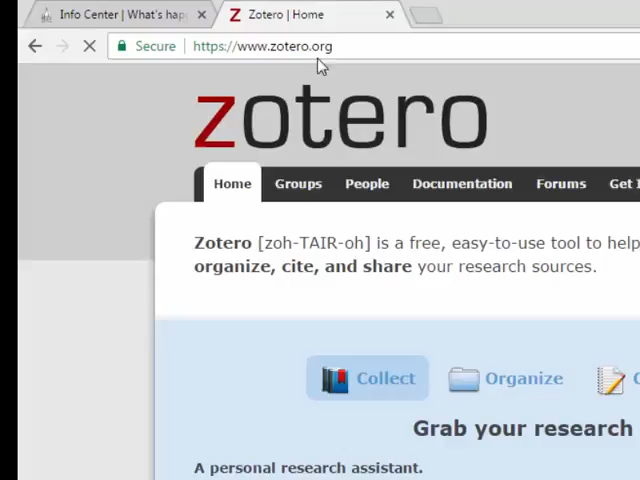 Info Center | What's hap
Zotero | Home
Secure | https://www.zotero.org
zotero
Home Groups People Documentation Forums Get
Zotero [zoh-TAIR-oh] is a free, easy-to-use tool to help
organize, cite, and share your research sources.
Collect Organize
Grab your research
A personal research assistant.